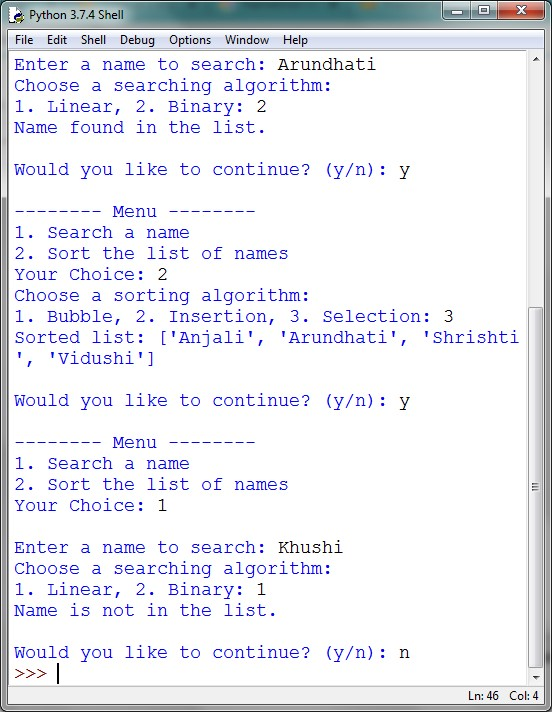 Python 3.7.4 Shell
File Edit Shell Debug Options Window Help
Enter a name to search: Arundhati
Choose a searching algorithm:
1. Linear, 2. Binary: 2
Name found in the list.
Would you like to continue? (y/n): y
-------- Menu --------
1. Search a name
2. Sort the list of names
Your Choice: 2
Choose a sorting algorithm:
1. Bubble, 2. Insertion, 3. Selection: 3
Sorted list: ['Anjali', 'Arundhati', 'Shrishti
', 'Vidushi']
Would you like to continue? (y/n): y
-------- Menu --------
1. Search a name
2. Sort the list of names
Your Choice: 1
Enter a name to search: Khushi
Choose a searching algorithm:
1. Linear, 2. Binary: 1
Name is not in the list.
Would you like to continue? (y/n): n
>>>
Ln: 46 Col: 4